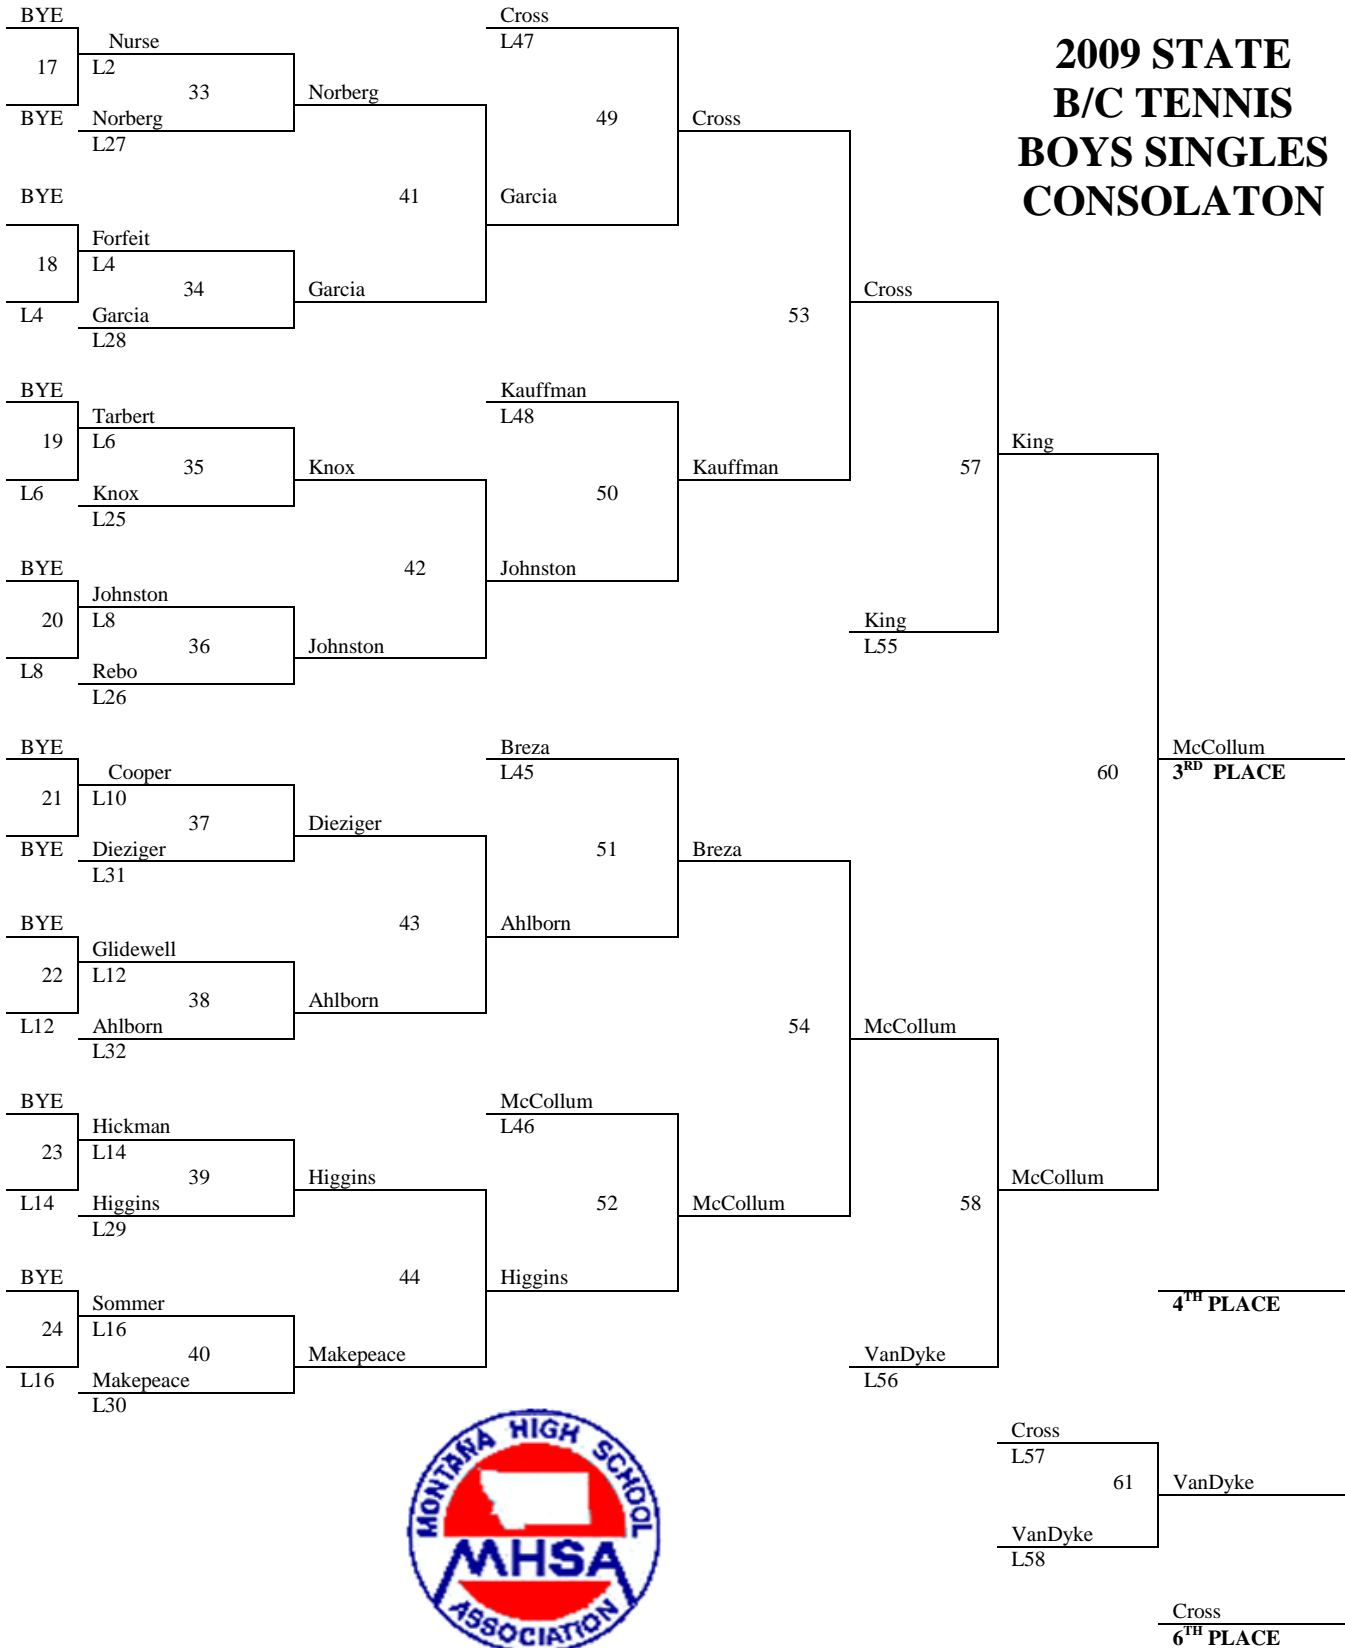 BYE
Cross
Nurse
L47
2009 STATE
17
L2
B/C TENNIS
33
Norberg
BYE
Norberg
49
Cross
BOYS SINGLES
L27
BYE
41
Garcia
CONSOLATON
Forfeit
18
L4
34
Garcia
Cross
L4
Garcia
53
L28
BYE
Kauffman
Tarbert
L48
19
L6
King
35
Knox
Kauffman
57
L6
Knox
50
L25
BYE
42
Johnston
Johnston
20
L8
King
36
Johnston
L55
L8
Rebo
L26
BYE
Breza
McCollum
Cooper
L45
60
3RD PLACE
21
L10
37
Dieziger
BYE
Dieziger
51
Breza
L31
BYE
43
Ahlborn
Glidewell
22
L12
38
Ahlborn
L12
Ahlborn
54
McCollum
L32
BYE
McCollum
Hickman
L46
23
L14
39
Higgins
McCollum
L14
Higgins
52
McCollum
58
L29
BYE
44
Higgins
Sommer
4TH PLACE
24
L16
40
Makepeace
VanDyke
L16
Makepeace
L56
L30
Cross
L57
61
VanDyke
VanDyke
L58
Cross
6TH PLACE
MONTANA HIGH SCHOOL
MHSA
ASSOCIATION